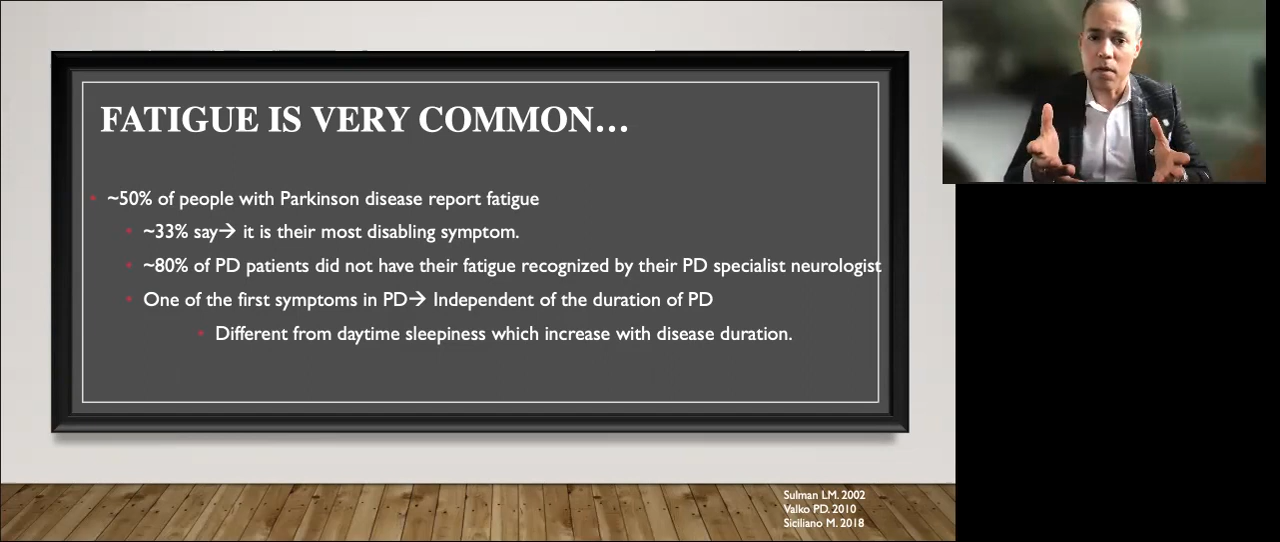 FATIGUE IS VERY COMMON…
• ~50% of people with Parkinson disease report fatigue
• ~33% say→ it is their most disabling symptom.
• ~80% of PD patients did not have their fatigue recognized by their PD specialist neurologist
• One of the first symptoms in PD→ Independent of the duration of PD
• Different from daytime sleepiness which increase with disease duration.
Sulman LM. 2002
Valko PD. 2010
Siciliano M. 2018